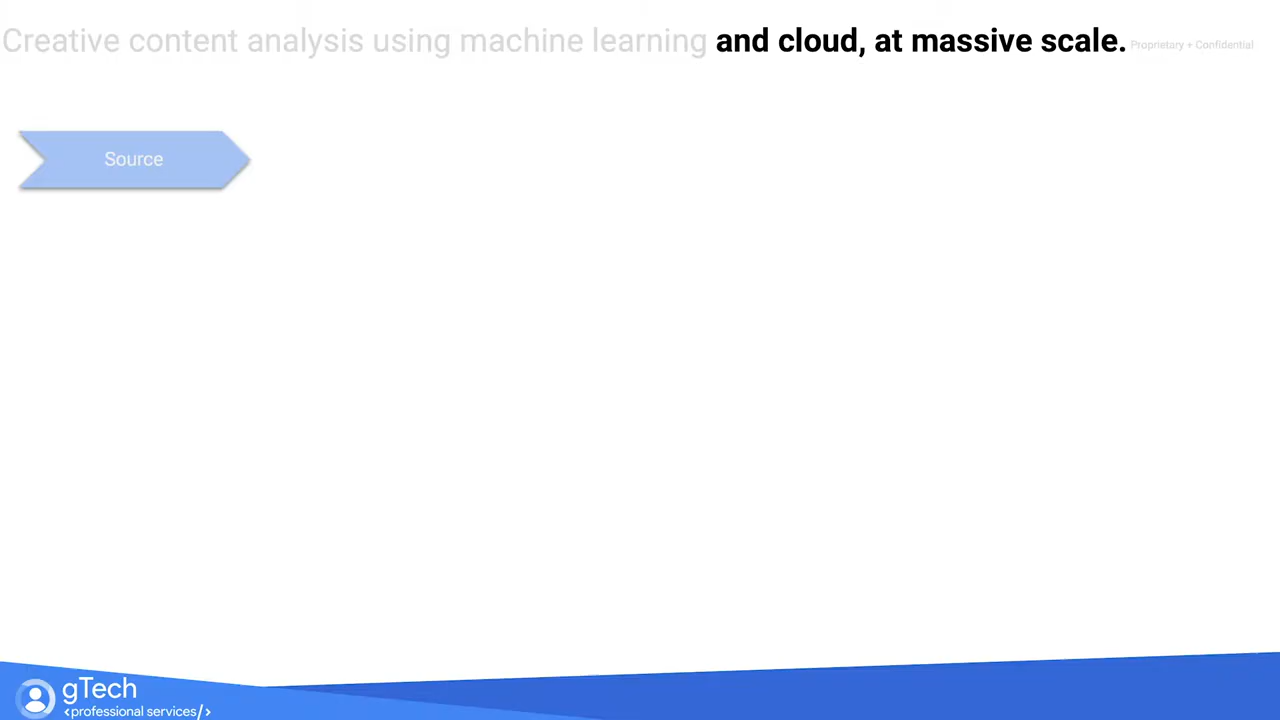 Creative content analysis using machine learning and cloud, at massive scale. Proprietary + Confidential
Source
gTech
<professional services/>